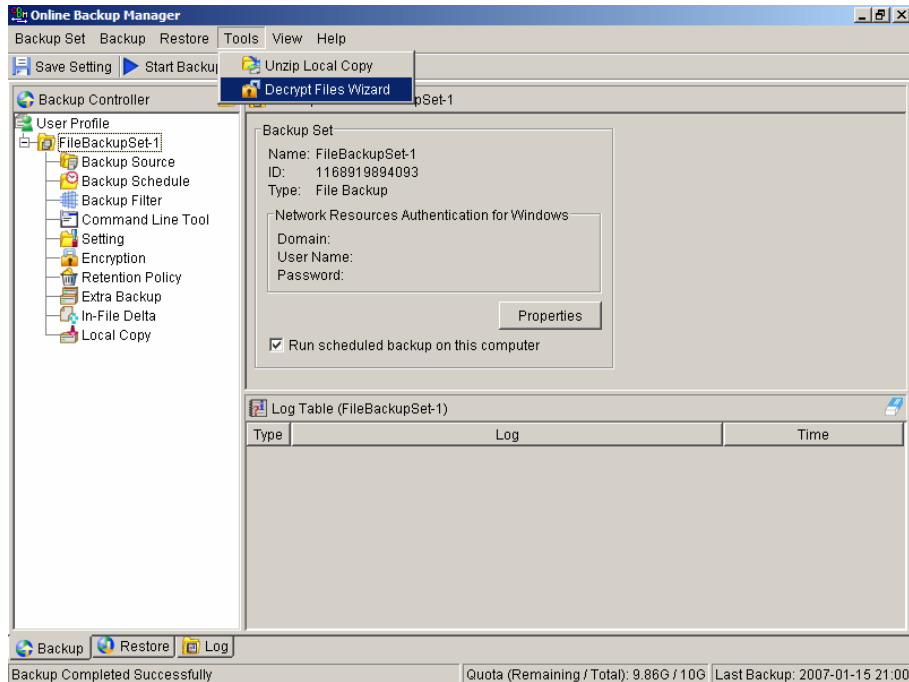 Online Backup Manager
Backup Set Backup Restore Tools View Help
Save Setting Start Backup
Unzip Local Copy
Decrypt Files Wizard
Backup Controller
pSet-1
User Profile
FileBackupSet-1
Backup Source
Backup Schedule
Backup Filter
Command Line Tool
Setting
Encryption
Retention Policy
Extra Backup
In-File Delta
Local Copy
Backup Set
Name: FileBackupSet-1
ID: 1168919894093
Type: File Backup
Network Resources Authentication for Windows
Domain:
User Name:
Password:
Properties
Run scheduled backup on this computer
Log Table (FileBackupSet-1)
Type Log Time
Backup Restore Log
Backup Completed Successfully Quota (Remaining / Total): 9.86G / 10G Last Backup: 2007-01-15 21:00